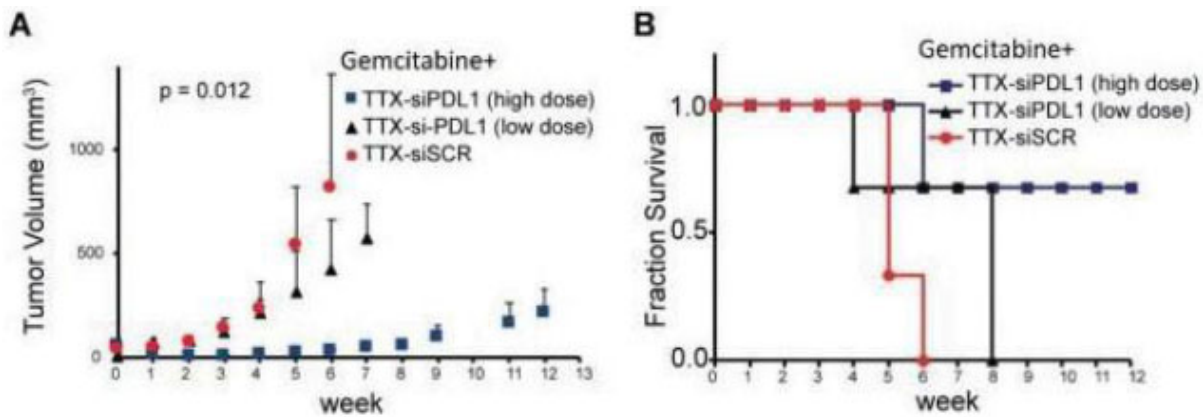 A
Gemcitabine+
p = 0.012
TTX-siPDL1 (high dose)
TTX-si-PDL1 (low dose)
TTX-siSCR
Tumor Volume (mm³)
1000
500
0
0 1 2 3 4 5 6 7 8 9 11 12 13
week
B
Gemcitabine+
TTX-siPDL1 (high dose)
TTX-siPDL1 (low dose)
TTX-siSCR
Fraction Survival
1.0
0.5
0.0
0 1 2 3 4 5 6 7 8 9 10 11 12
week